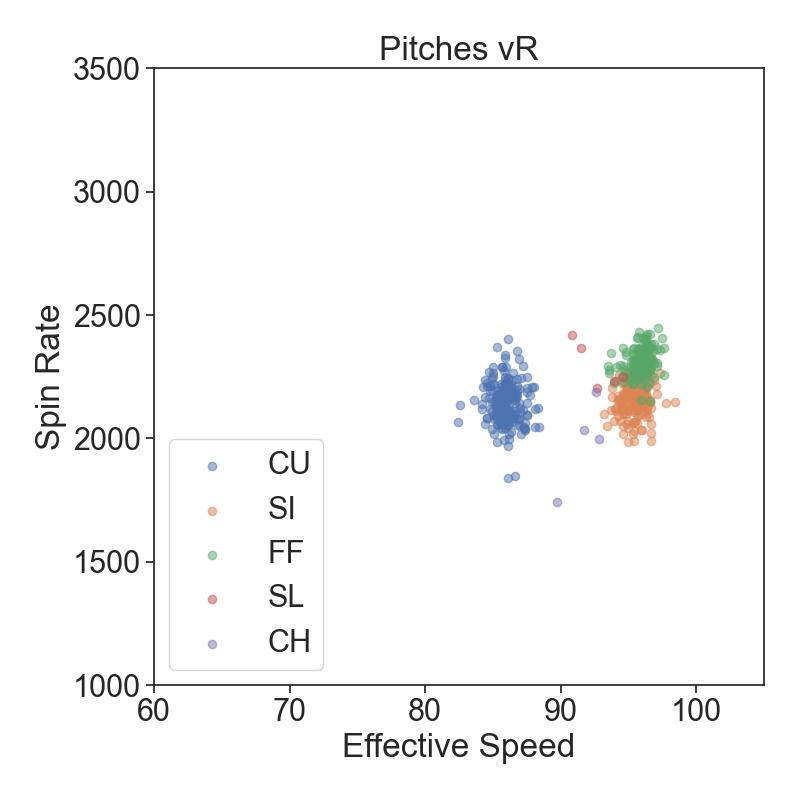 Pitches vR
3500
3000
2500
2000
1500
1000
Spin Rate
CU
SI
FF
SL
CH
60 70 80 90 100
Effective Speed